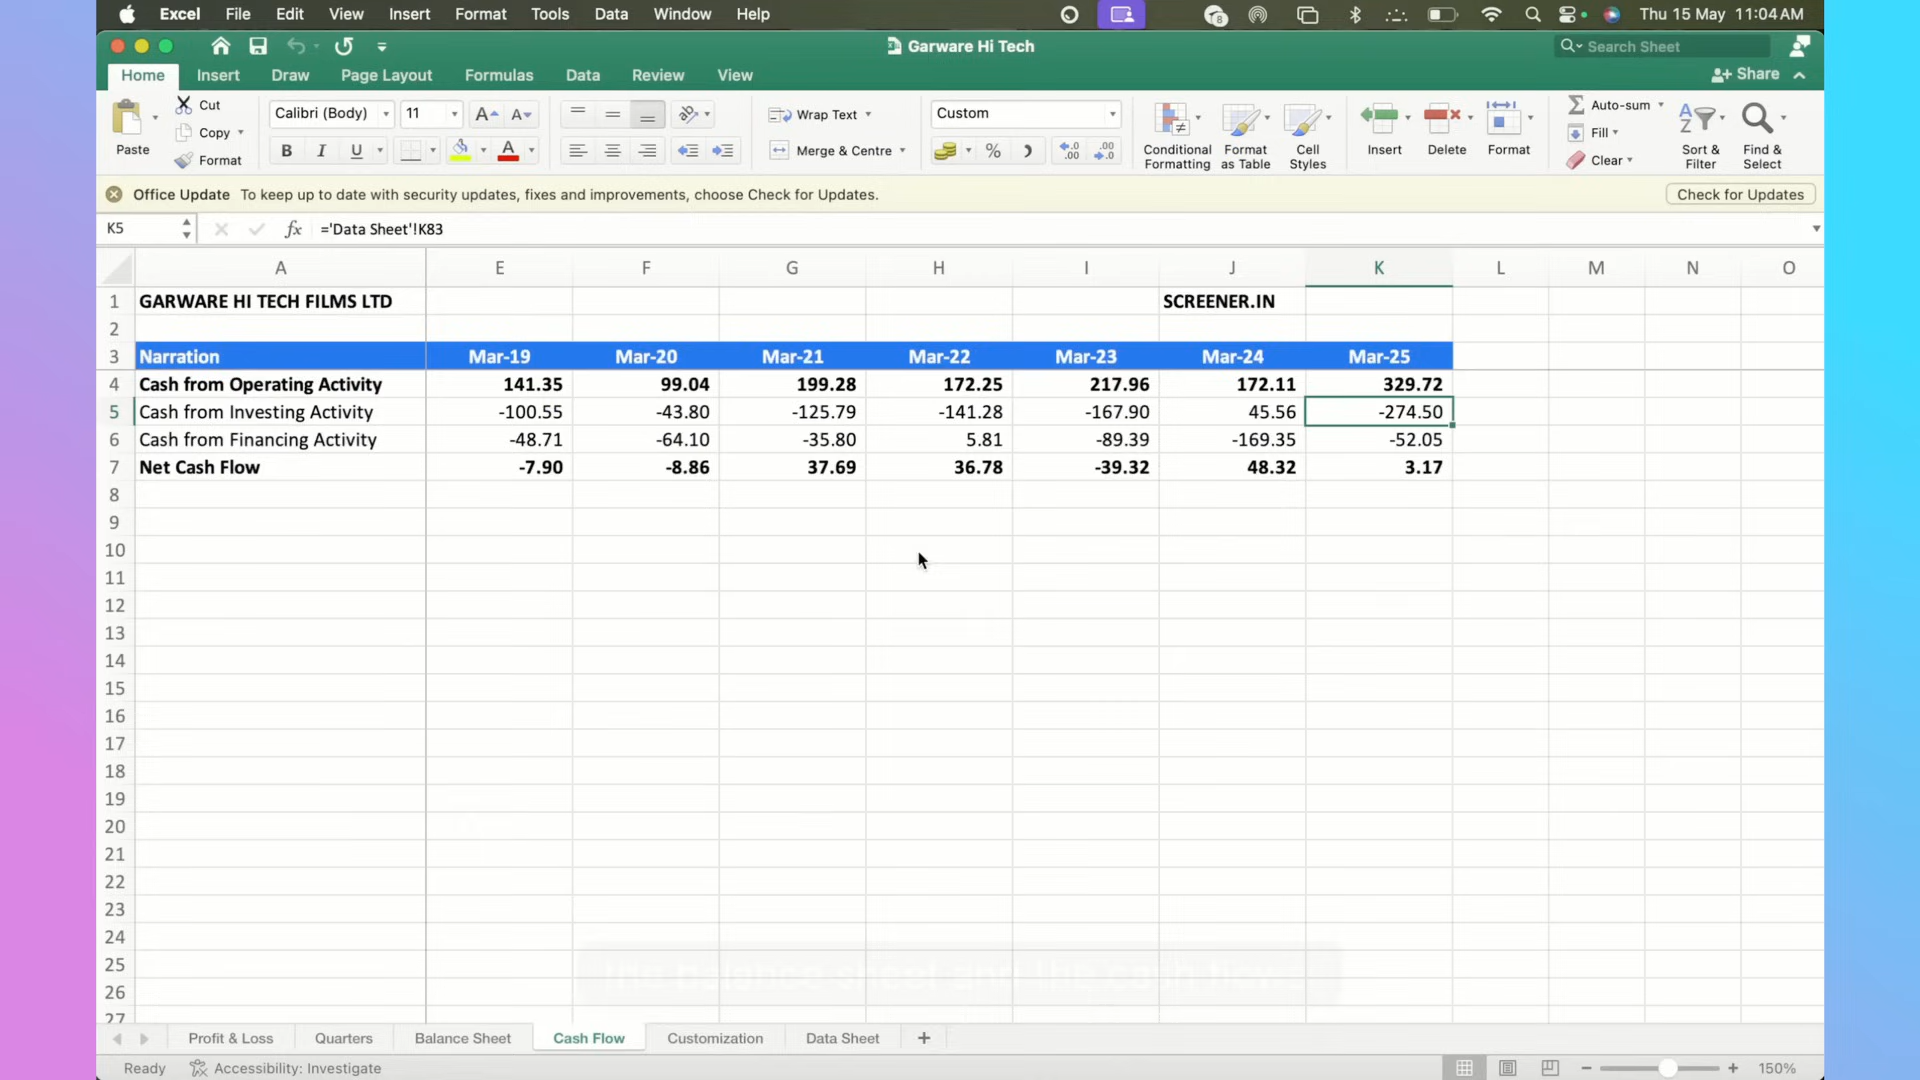 Excel File Edit View Insert Format Tools Data Window Help Thu 15 May 11:04 AM
Garware Hi Tech Search Sheet
Home Insert Draw Page Layout Formulas Data Review View Share
Paste Cut Copy Format
Calibri (Body) 11 Wrap Text Custom
B I U Merge & Centre %
Conditional Formatting Format as Table Cell Styles Insert Delete Format
Auto-sum Fill Clear Sort & Filter Find & Select
Office Update To keep up to date with security updates, fixes and improvements, choose Check for Updates. Check for Updates
K5 fx ='Data Sheet'!K83
A E F G H I J K L M N O
1 GARWARE HI TECH FILMS LTD SCREENER.IN
2
3 Narration Mar-19 Mar-20 Mar-21 Mar-22 Mar-23 Mar-24 Mar-25
4 Cash from Operating Activity 141.35 99.04 199.28 172.25 217.96 172.11 329.72
5 Cash from Investing Activity -100.55 -43.80 -125.79 -141.28 -167.90 45.56 -274.50
6 Cash from Financing Activity -48.71 -64.10 -35.80 5.81 -89.39 -169.35 -52.05
7 Net Cash Flow -7.90 -8.86 37.69 36.78 -39.32 48.32 3.17
8
9
10
11
12
13
14
15
16
17
18
19
20
21
22
23
24
25
the balance sheet and the cash flow
26
27
Profit & Loss Quarters Balance Sheet Cash Flow Customization Data Sheet +
Ready Accessibility: Investigate 150%